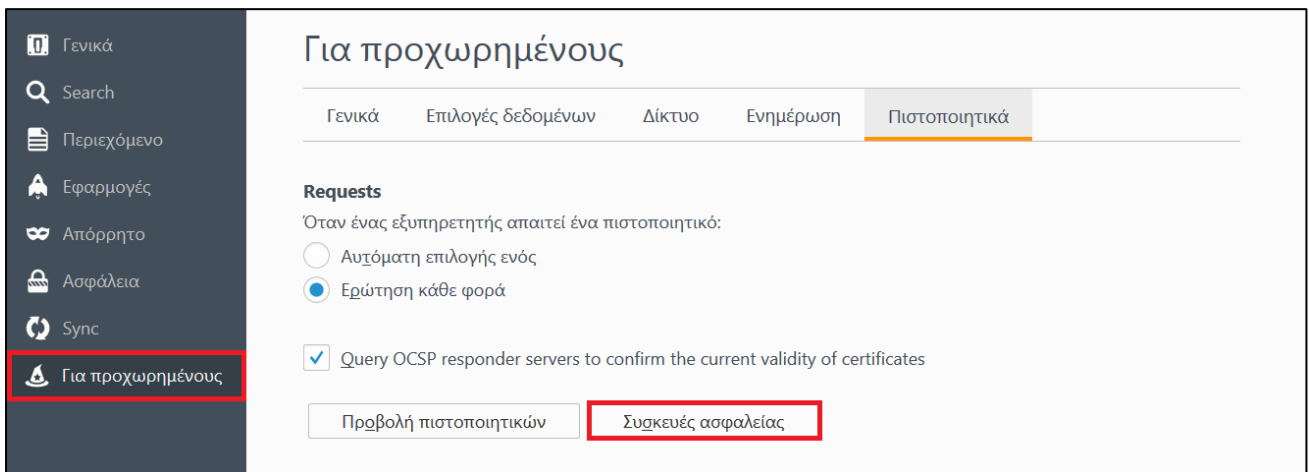 Γενικά
Search
Περιεχόμενο
Εφαρμογές
Απόρρητο
Ασφάλεια
Sync
Για προχωρημένους
Για προχωρημένους
Γενικά Επιλογές δεδομένων Δίκτυο Ενημέρωση Πιστοποιητικά
Requests
Όταν ένας εξυπηρετητής απαιτεί ένα πιστοποιητικό:
Αυτόματη επιλογής ενός
Ερώτηση κάθε φορά
Query OCSP responder servers to confirm the current validity of certificates
Προβολή πιστοποιητικών Συσκευές ασφαλείας